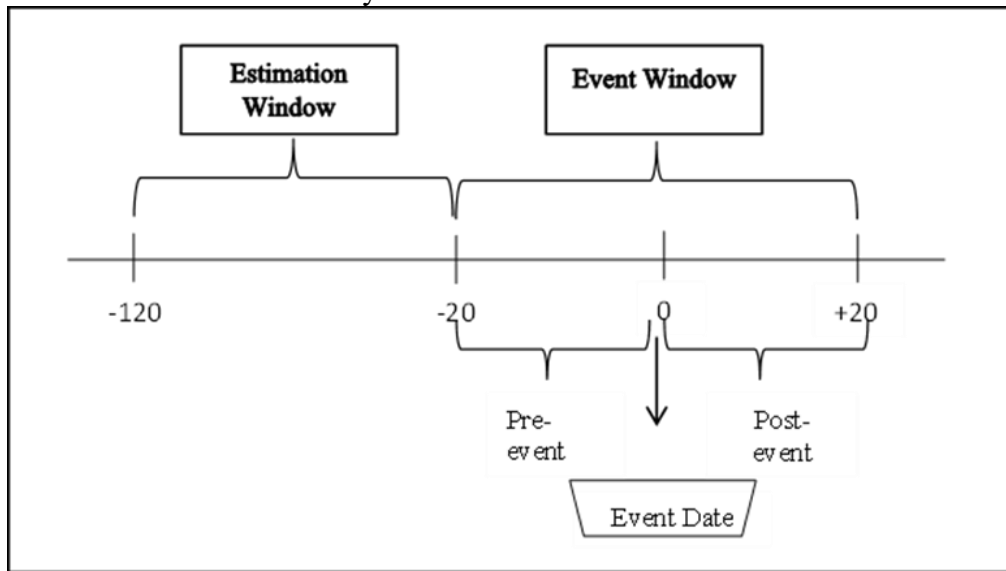 Estimation
Window
Event Window
-120
-20
0
+20
Pre-
event
Post-
event
Event Date